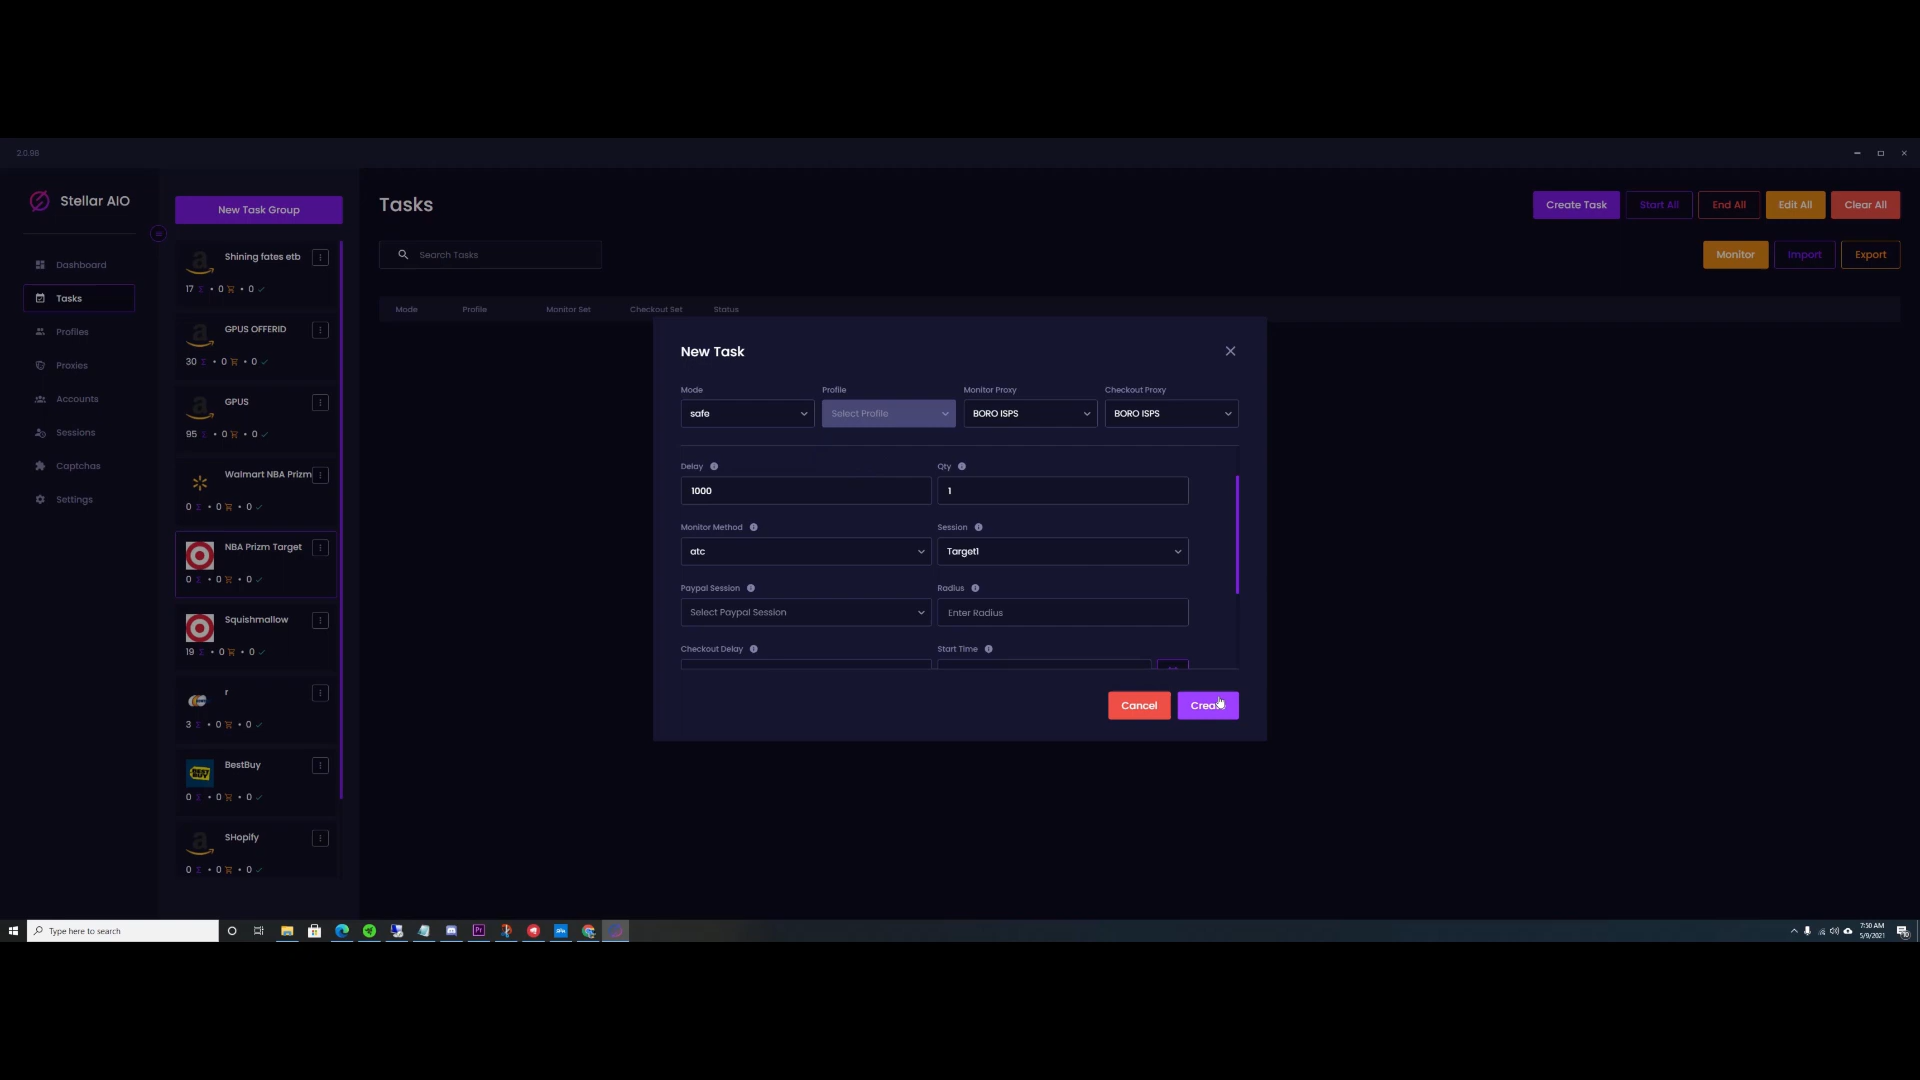 2.0.98
Stellar AIO
Dashboard
Tasks
Profiles
Proxies
Accounts
Sessions
Captchas
Settings
New Task Group
Shining fates etb
17 • 0 • 0
GPUS OFFERID
30 • 0 • 0
GPUS
95 • 0 • 0
Walmart NBA Prizm
0 • 0 • 0
NBA Prizm Target
0 • 0 • 0
Squishmallow
19 • 0 • 0
r
3 • 0 • 0
BestBuy
0 • 0 • 0
SHopify
0 • 0 • 0
Tasks
Create Task
Start All
End All
Edit All
Clear All
Search Tasks
Monitor
Import
Export
Mode Profile Monitor Set Checkout Set Status
New Task
Mode Profile Monitor Proxy Checkout Proxy
safe Select Profile BORO ISPS BORO ISPS
Delay Qty
1000 1
Monitor Method Session
atc Target1
Paypal Session Radius
Select Paypal Session Enter Radius
Checkout Delay Start Time
Cancel
Type here to search
7:50 AM
5/9/2021